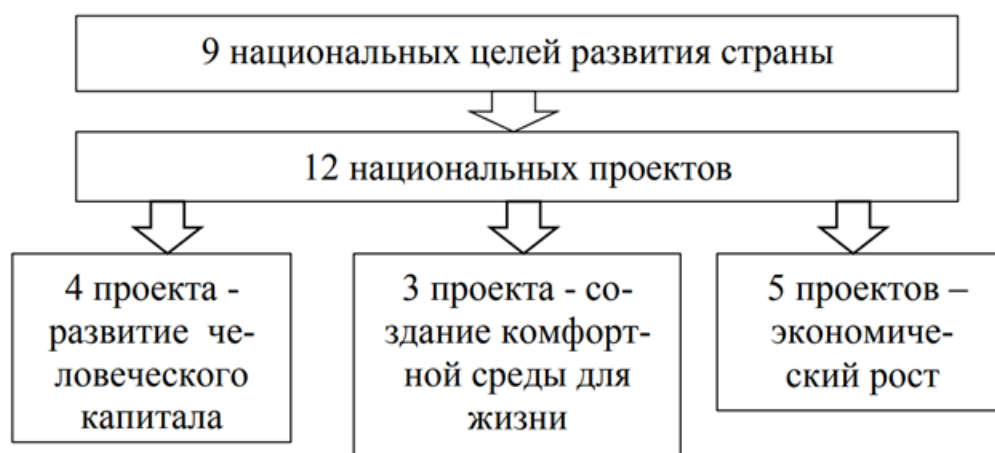 9 национальных целей развития страны
12 национальных проектов
4 проекта -
развитие че-
ловеческого
капитала
3 проекта - со-
здание комфорт-
ной среды для
жизни
5 проектов –
экономиче-
ский рост